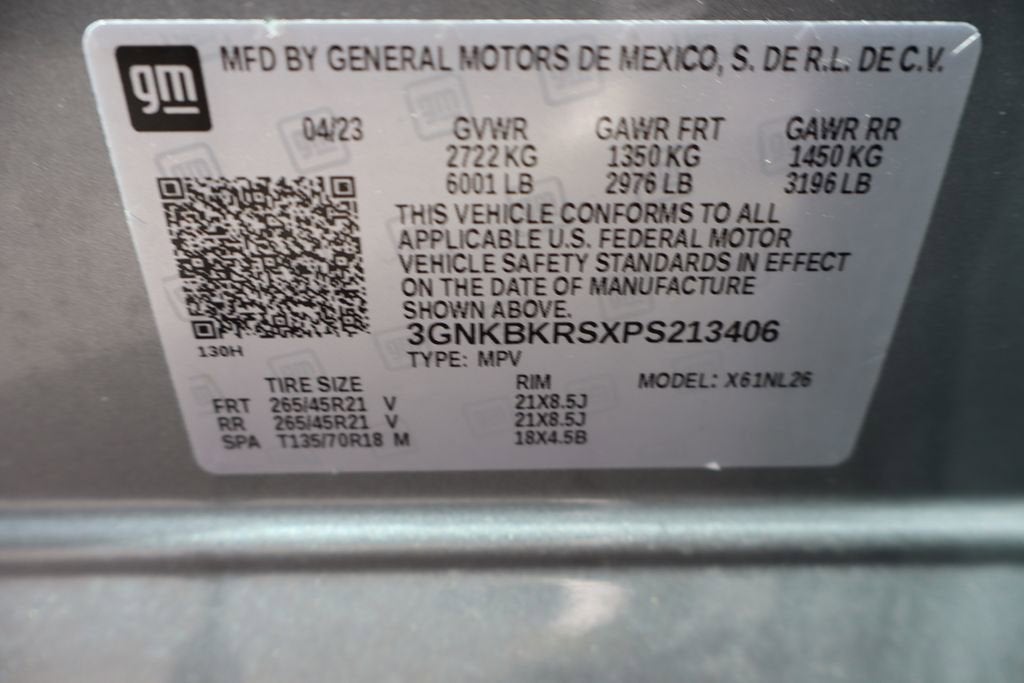 gm
MFD BY GENERAL MOTORS DE MEXICO, S. DE R.L. DE C.V.
04/23 GVWR GAWR FRT GAWR RR
2722 KG 1350 KG 1450 KG
6001 LB 2976 LB 3196 LB
THIS VEHICLE CONFORMS TO ALL
APPLICABLE U.S. FEDERAL MOTOR
VEHICLE SAFETY STANDARDS IN EFFECT
ON THE DATE OF MANUFACTURE
SHOWN ABOVE.
3GNKBKRSXPS213406
130H
TYPE: MPV
TIRE SIZE RIM MODEL: X61NL26
FRT 265/45R21 V 21X8.5J
RR 265/45R21 V 21X8.5J
SPA T135/70R18 M 18X4.5B